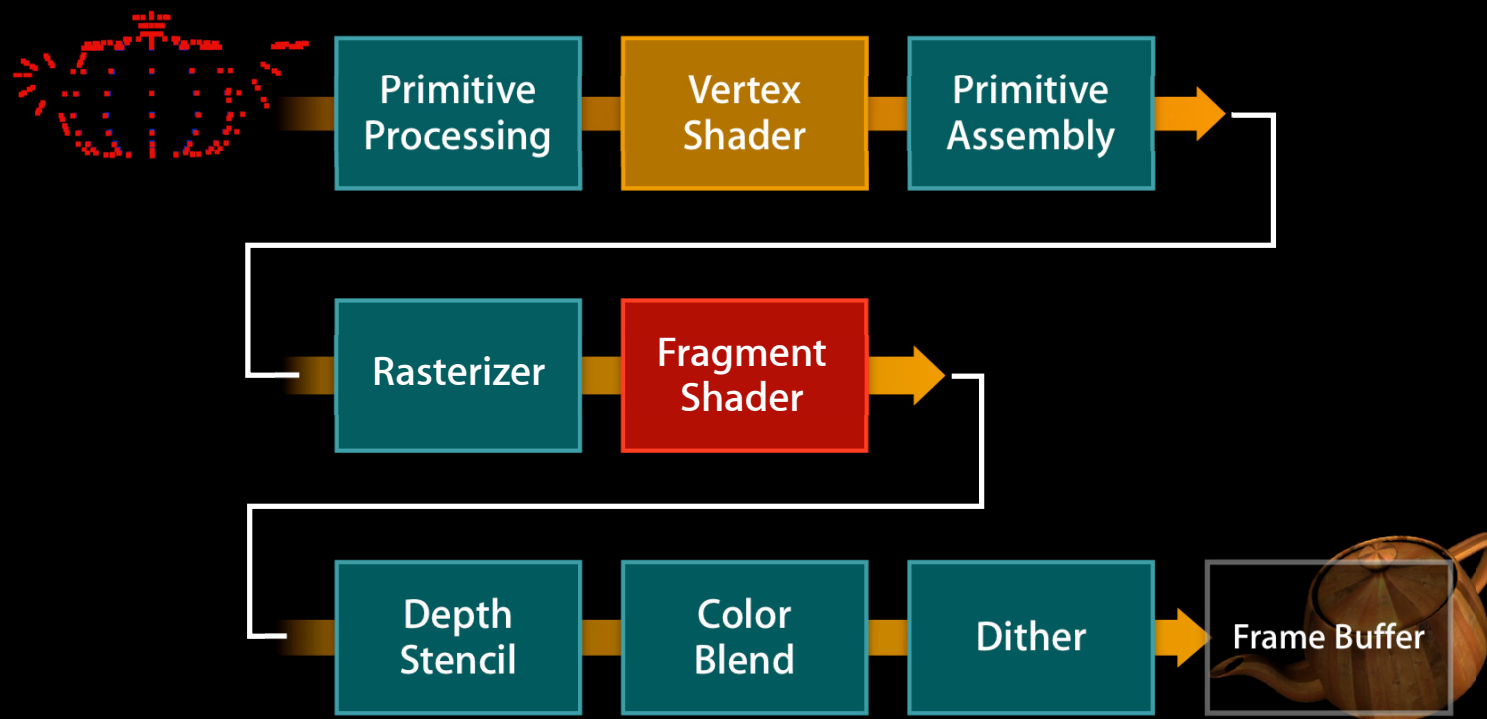 Primitive
Processing
Vertex
Shader
Primitive
Assembly
Rasterizer
Fragment
Shader
Depth
Stencil
Color
Blend
Dither
Frame Buffer